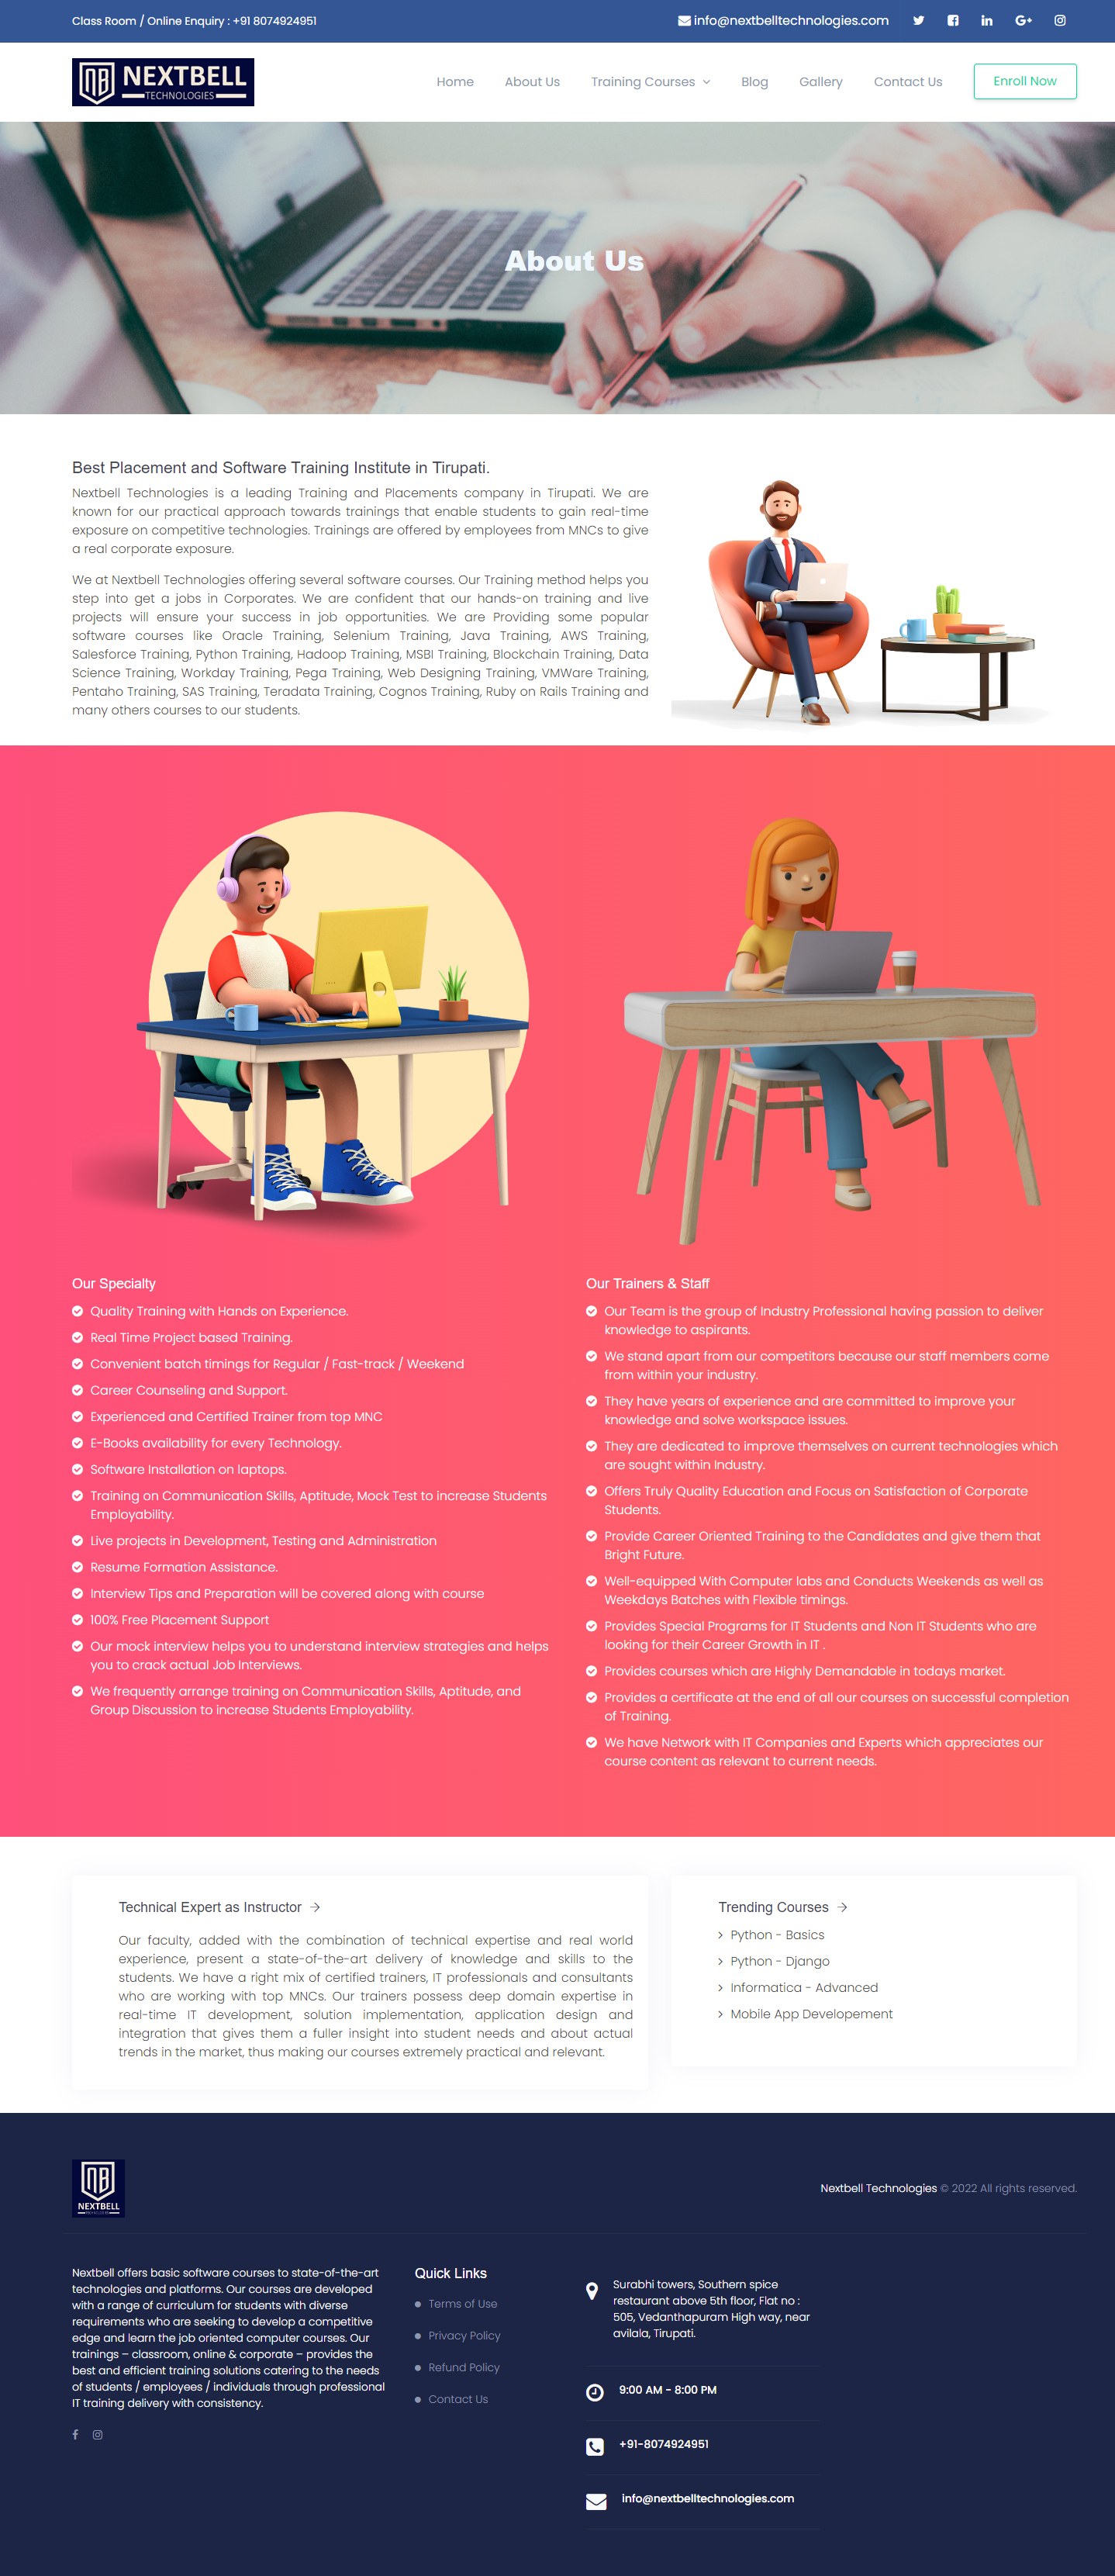 Class Room / Online Enquiry : +91 8074924951
info@nextbelltechnologies.com
NEXTBELL
TECHNOLOGIES
Home
About Us
Training Courses
Blog
Gallery
Contact Us
Enroll Now
About Us
Best Placement and Software Training Institute in Tirupati.
Nextbell Technologies is a leading Training and Placements company in Tirupati. We are
known for our practical approach towards trainings that enable students to gain real-time
exposure on competitive technologies. Trainings are offered by employees from MNCs to give
a real corporate exposure.
We at Nextbell Technologies offering several software courses. Our Training method helps you
step into get a jobs in Corporates. We are confident that our hands-on training and live
projects will ensure your success in job opportunities. We are Providing some popular
software courses like Oracle Training, Selenium Training, Java Training, AWS Training,
Salesforce Training, Python Training, Hadoop Training, MSBI Training, Blockchain Training, Data
Science Training, Workday Training, Pega Training, Web Designing Training, VMWare Training,
Pentaho Training, SAS Training, Teradata Training, Cognos Training, Ruby on Rails Training and
many others courses to our students.
Our Specialty
Quality Training with Hands on Experience.
Real Time Project based Training.
Convenient batch timings for Regular / Fast-track / Weekend
Career Counseling and Support.
Experienced and Certified Trainer from top MNC
E-Books availability for every Technology.
Software Installation on laptops.
Training on Communication Skills, Aptitude, Mock Test to increase Students
Employability.
Live projects in Development, Testing and Administration
Resume Formation Assistance.
Interview Tips and Preparation will be covered along with course
100% Free Placement Support
Our mock interview helps you to understand interview strategies and helps
you to crack actual Job Interviews.
We frequently arrange training on Communication Skills, Aptitude, and
Group Discussion to increase Students Employability.
Our Trainers & Staff
Our Team is the group of Industry Professional having passion to deliver
knowledge to aspirants.
We stand apart from our competitors because our staff members come
from within your industry.
They have years of experience and are committed to improve your
knowledge and solve workspace issues.
They are dedicated to improve themselves on current technologies which
are sought within Industry.
Offers Truly Quality Education and Focus on Satisfaction of Corporate
Students.
Provide Career Oriented Training to the Candidates and give them that
Bright Future.
Well-equipped With Computer labs and Conducts Weekends as well as
Weekdays Batches with Flexible timings.
Provides Special Programs for IT Students and Non IT Students who are
looking for their Career Growth in IT .
Provides courses which are Highly Demandable in todays market.
Provides a certificate at the end of all our courses on successful completion
of Training.
We have Network with IT Companies and Experts which appreciates our
course content as relevant to current needs.
Technical Expert as Instructor
Our faculty, added with the combination of technical expertise and real world
experience, present a state-of-the-art delivery of knowledge and skills to the
students. We have a right mix of certified trainers, IT professionals and consultants
who are working with top MNCs. Our trainers possess deep domain expertise in
real-time IT development, solution implementation, application design and
integration that gives them a fuller insight into student needs and about actual
trends in the market, thus making our courses extremely practical and relevant.
Trending Courses
Python - Basics
Python - Django
Informatica - Advanced
Mobile App Developement
NEXTBELL
Nextbell Technologies © 2022 All rights reserved.
Nextbell offers basic software courses to state-of-the-art
technologies and platforms. Our courses are developed
with a range of curriculum for students with diverse
requirements who are seeking to develop a competitive
edge and learn the job oriented computer courses. Our
trainings – classroom, online & corporate – provides the
best and efficient training solutions catering to the needs
of students / employees / individuals through professional
IT training delivery with consistency.
Quick Links
Terms of Use
Privacy Policy
Refund Policy
Contact Us
Surabhi towers, Southern spice
restaurant above 5th floor, Flat no :
505, Vedanthapuram High way, near
avilala, Tirupati.
9:00 AM - 8:00 PM
+91-8074924951
info@nextbelltechnologies.com